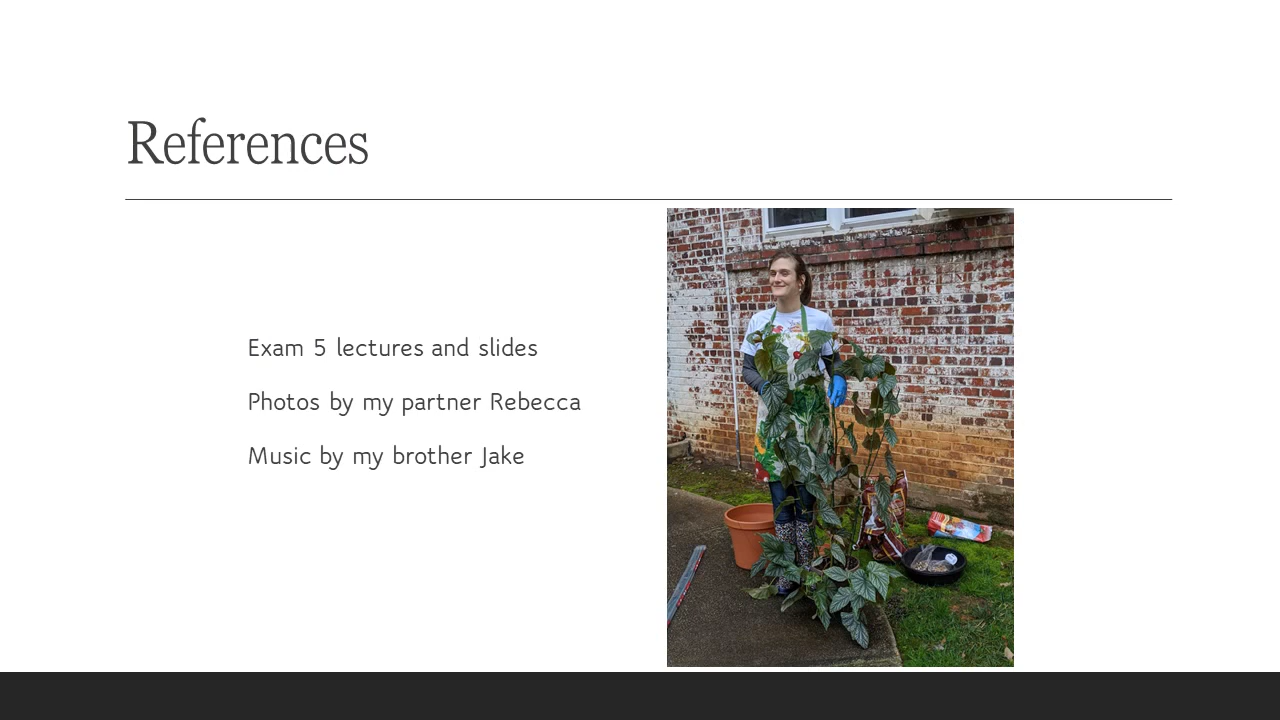 References
Exam 5 lectures and slides
Photos by my partner Rebecca
Music by my brother Jake